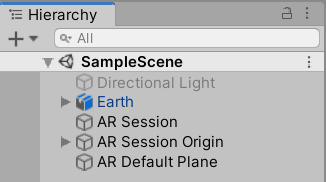 Hierarchy
All
SampleScene
Directional Light
Earth
AR Session
AR Session Origin
AR Default Plane